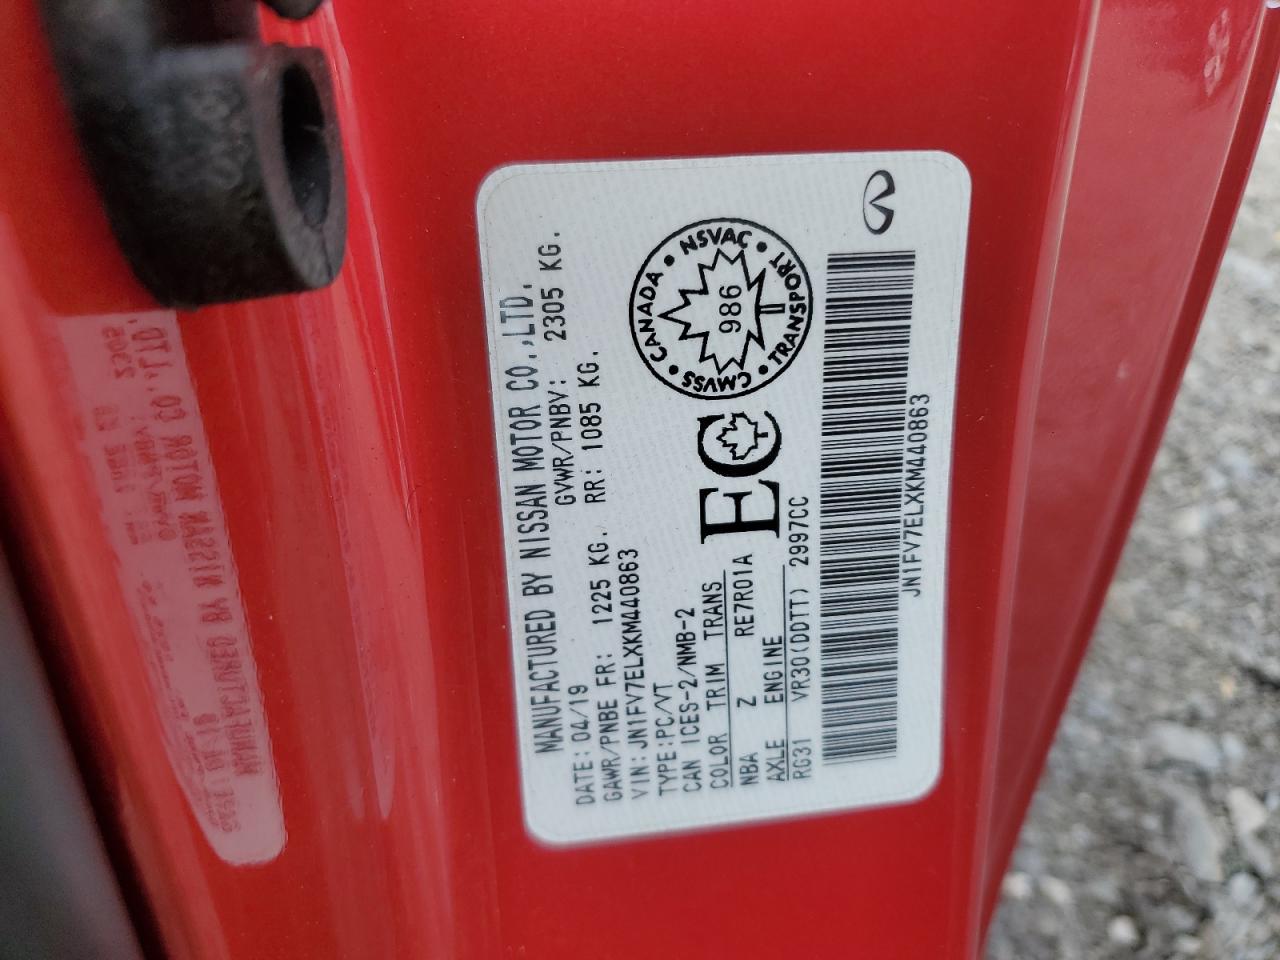 MANUFACTURED BY NISSAN MOTOR CO.,LTD.
DATE: 04/19 GVWR/PNBV: 2305 KG.
GAWR/PNBE FR: 1225 KG. RR: 1085 KG.
VIN: JN1FV7ELXKM440863
TYPE:PC/VT
CAN ICES-2/NMB-2
COLOR TRIM TRANS
NBA Z RE7R01A
AXLE ENGINE
RG31 VR30(DDTT) 2997CC
EC
CANADA • NSVAC • TRANSPORT • CMVSS •
986
JN1FV7ELXKM440863